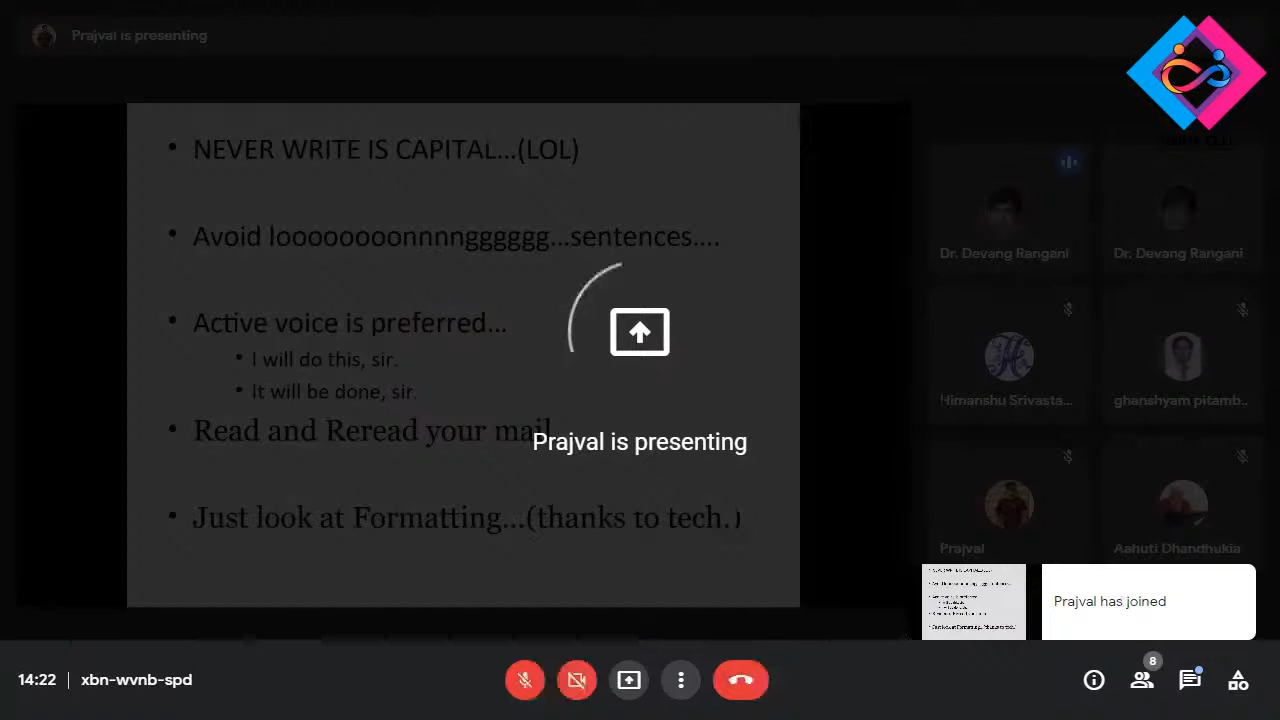 Prajval is presenting
• NEVER WRITE IS CAPITAL...(LOL)
• Avoid loooooooonnnngggggg...sentences....
• Active voice is preferred...
• I will do this, sir.
• It will be done, sir.
• Read and Reread your mail
• Just look at Formatting...(thanks to tech.)
Prajval is presenting
Dr. Devang Rangani
Dr. Devang Rangani
Himanshu Srivasta...
ghanshyam pitamb..
Prajval
Aahuti Dhandhukia
Prajval has joined
14:22 | xbn-wvnb-spd
8